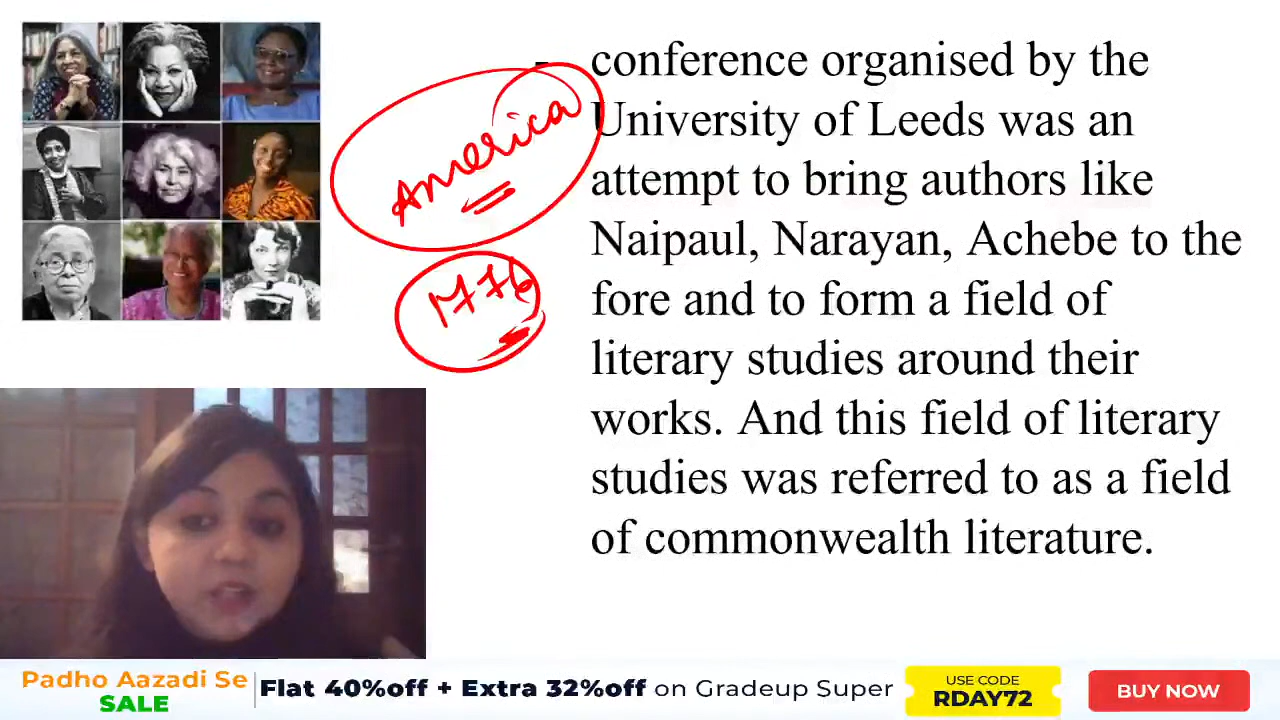 - conference organised by the
University of Leeds was an
attempt to bring authors like
Naipaul, Narayan, Achebe to the
fore and to form a field of
literary studies around their
works. And this field of literary
studies was referred to as a field
of commonwealth literature.
America
1776
Padho Aazadi Se
SALE
Flat 40%off + Extra 32%off on Gradeup Super
USE CODE
RDAY72
BUY NOW